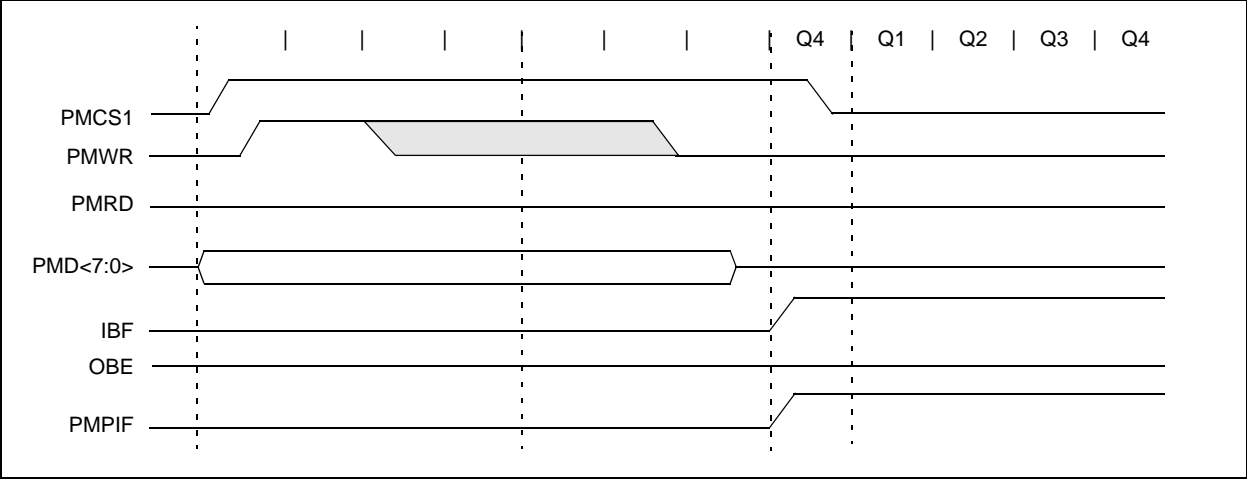 | | | | | | | Q4 | Q1 | Q2 | Q3 | Q4
PMCS1
PMWR
PMRD
PMD<7:0>
IBF
OBE
PMPIF